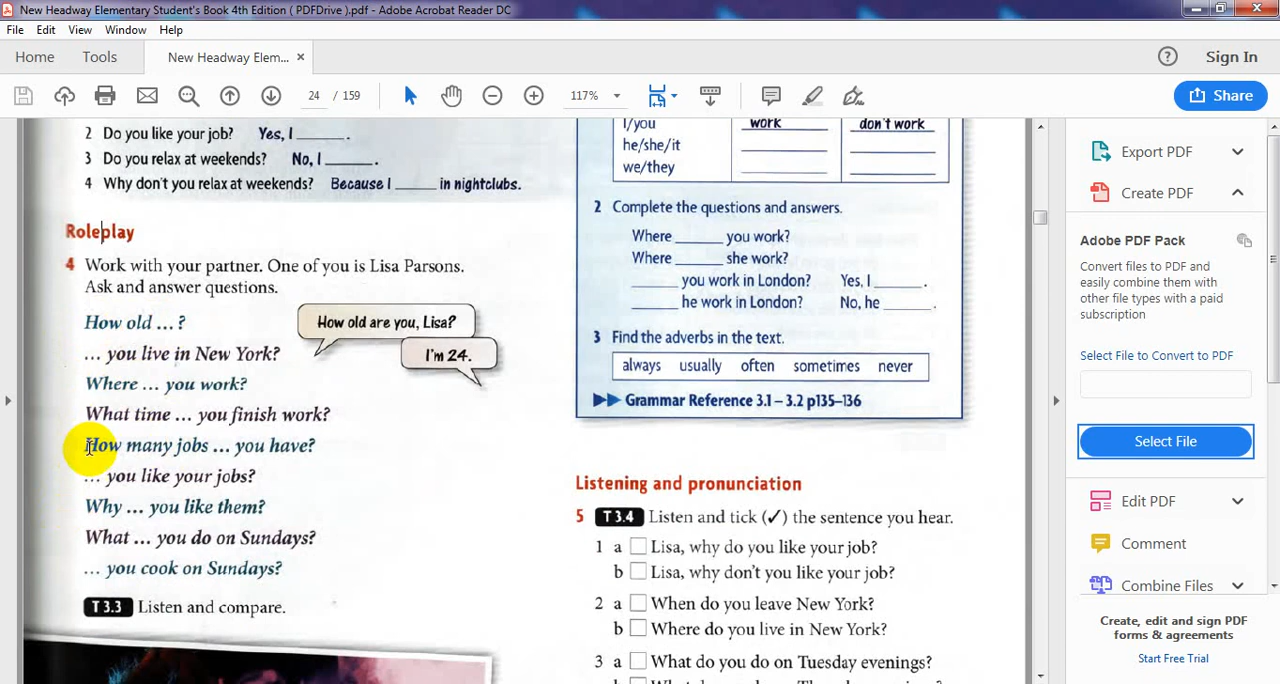 New Headway Elementary Student's Book 4th Edition ( PDFDrive ).pdf - Adobe Acrobat Reader DC
File Edit View Window Help
Home Tools New Headway Elem... ×
? Sign In
24 / 159 117% Share
2 Do you like your job? Yes, I ______.
3 Do you relax at weekends? No, I ______.
4 Why don't you relax at weekends? Because I _____ in nightclubs.
Roleplay
4 Work with your partner. One of you is Lisa Parsons.
Ask and answer questions.
How old ... ?
... you live in New York?
Where ... you work?
What time ... you finish work?
How many jobs ... you have?
... you like your jobs?
Why ... you like them?
What ... you do on Sundays?
... you cook on Sundays?
How old are you, Lisa?
I'm 24.
T 3.3 Listen and compare.
I/you work don't work
he/she/it
we/they
2 Complete the questions and answers.
Where ______ you work?
Where ______ she work?
______ you work in London? Yes, I ______.
______ he work in London? No, he ______.
3 Find the adverbs in the text.
always usually often sometimes never
Grammar Reference 3.1 – 3.2 p135–136
Listening and pronunciation
5 T 3.4 Listen and tick (✓) the sentence you hear.
1 a Lisa, why do you like your job?
b Lisa, why don't you like your job?
2 a When do you leave New York?
b Where do you live in New York?
3 a What do you do on Tuesday evenings?
Export PDF
Create PDF
Adobe PDF Pack
Convert files to PDF and
easily combine them with
other file types with a paid
subscription
Select File to Convert to PDF
Select File
Edit PDF
Comment
Combine Files
Create, edit and sign PDF
forms & agreements
Start Free Trial